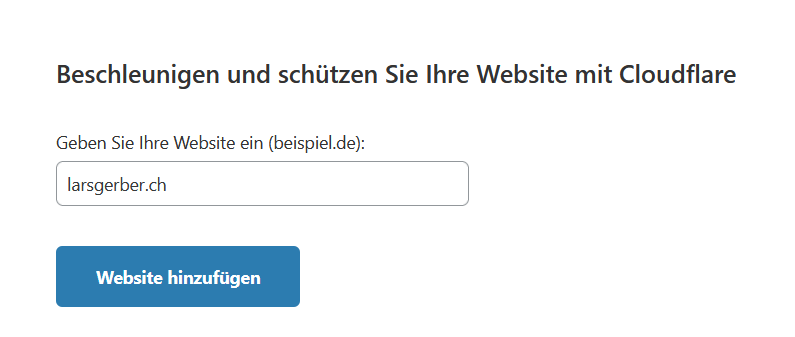 Beschleunigen und schützen Sie Ihre Website mit Cloudflare
Geben Sie Ihre Website ein (beispiel.de):
larsgerber.ch
Website hinzufügen